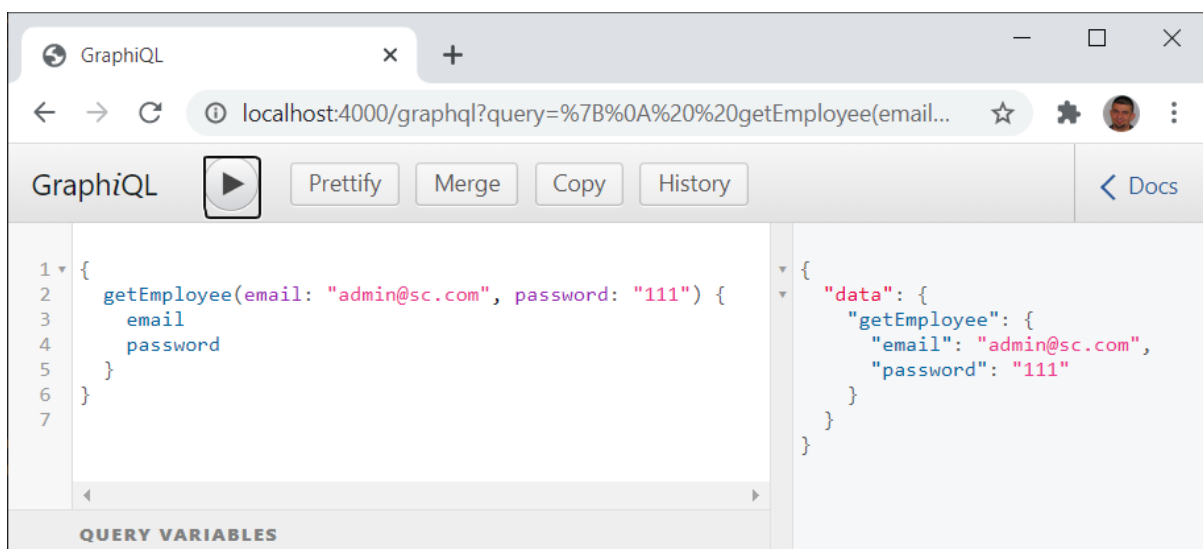 GraphiQL
localhost:4000/graphql?query=%7B%0A%20%20getEmployee(email...
GraphiQL Prettify Merge Copy History Docs
1 {
2 getEmployee(email: "admin@sc.com", password: "111") {
3 email
4 password
5 }
6 }
7
QUERY VARIABLES
{
"data": {
"getEmployee": {
"email": "admin@sc.com",
"password": "111"
}
}
}